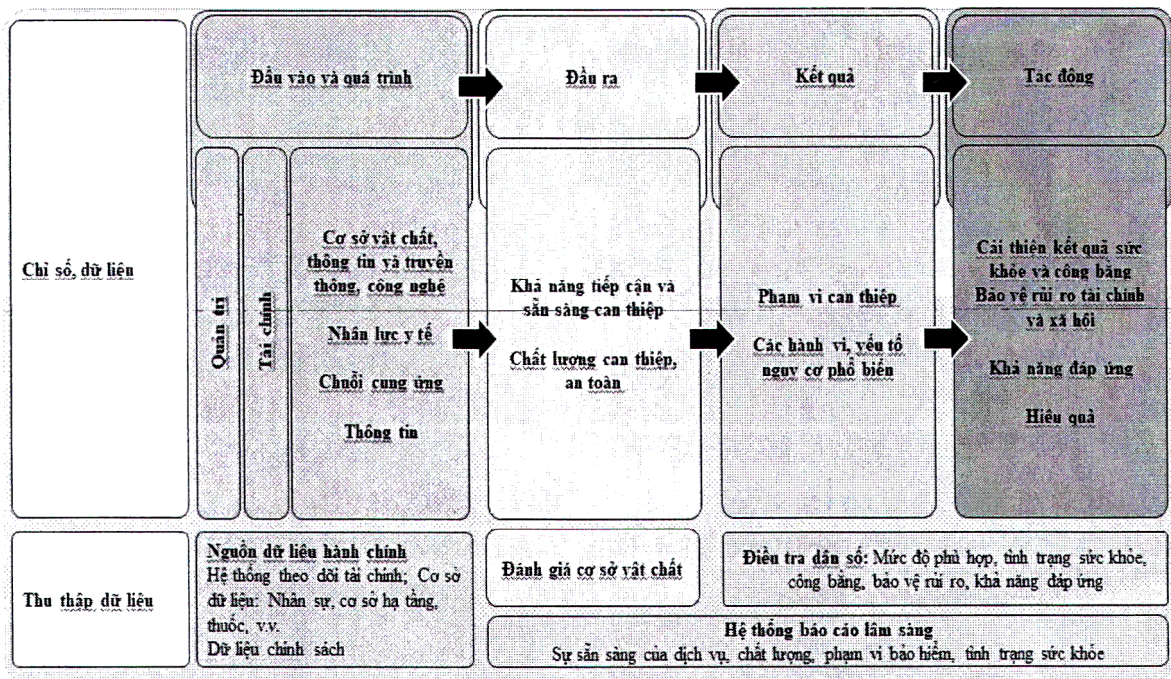 Đầu vào và quá trình
Đầu ra
Kết quả
Tác động
Chỉ số, dữ liệu
Quản trị
Tài chính
Cơ sở vật chất,
thông tin và truyền
thông, công nghệ
Nhân lực y tế
Chuỗi cung ứng
Thông tin
Khả năng tiếp cận và
sẵn sàng can thiệp
Chất lượng can thiệp,
an toàn
Phạm vi can thiệp
Các hành vi, yếu tố
nguy cơ phổ biến
Cải thiện kết quả sức
khỏe và công bằng
Bảo vệ rủi ro tài chính
và xã hội
Khả năng đáp ứng
Hiệu quả
Thu thập dữ liệu
Nguồn dữ liệu hành chính
Hệ thống theo dõi tài chính; Cơ sở
dữ liệu: Nhân sự, cơ sở hạ tầng,
thuốc, v.v.
Dữ liệu chính sách
Đánh giá cơ sở vật chất
Điều tra dân số: Mức độ phù hợp, tình trạng sức khỏe,
công bằng, bảo vệ rủi ro, khả năng đáp ứng
Hệ thống báo cáo lâm sàng
Sự sẵn sàng của dịch vụ, chất lượng, phạm vi bảo hiểm, tình trạng sức khỏe